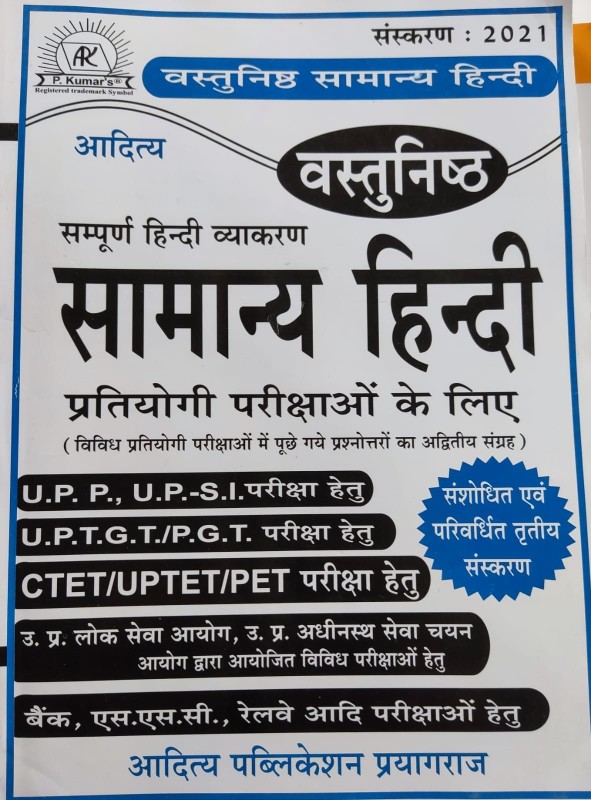 संस्करण : 2021
ARK
P. Kumar's®
Registered trademark Symbol
वस्तुनिष्ठ सामान्य हिन्दी
आदित्य
वस्तुनिष्ठ
सम्पूर्ण हिन्दी व्याकरण
सामान्य हिन्दी
प्रतियोगी परीक्षाओं के लिए
( विविध प्रतियोगी परीक्षाओं में पूछे गये प्रश्नोत्तरों का अद्वितीय संग्रह )
U.P. P., U.P.-S.I.परीक्षा हेतु
U.P.T.G.T./P.G.T. परीक्षा हेतु
CTET/UPTET/PET परीक्षा हेतु
संशोधित एवं
परिवर्धित तृतीय
संस्करण
उ. प्र. लोक सेवा आयोग, उ. प्र. अधीनस्थ सेवा चयन
आयोग द्वारा आयोजित विविध परीक्षाओं हेतु
बैंक, एस.एस.सी., रेलवे आदि परीक्षाओं हेतु
आदित्य पब्लिकेशन प्रयागराज